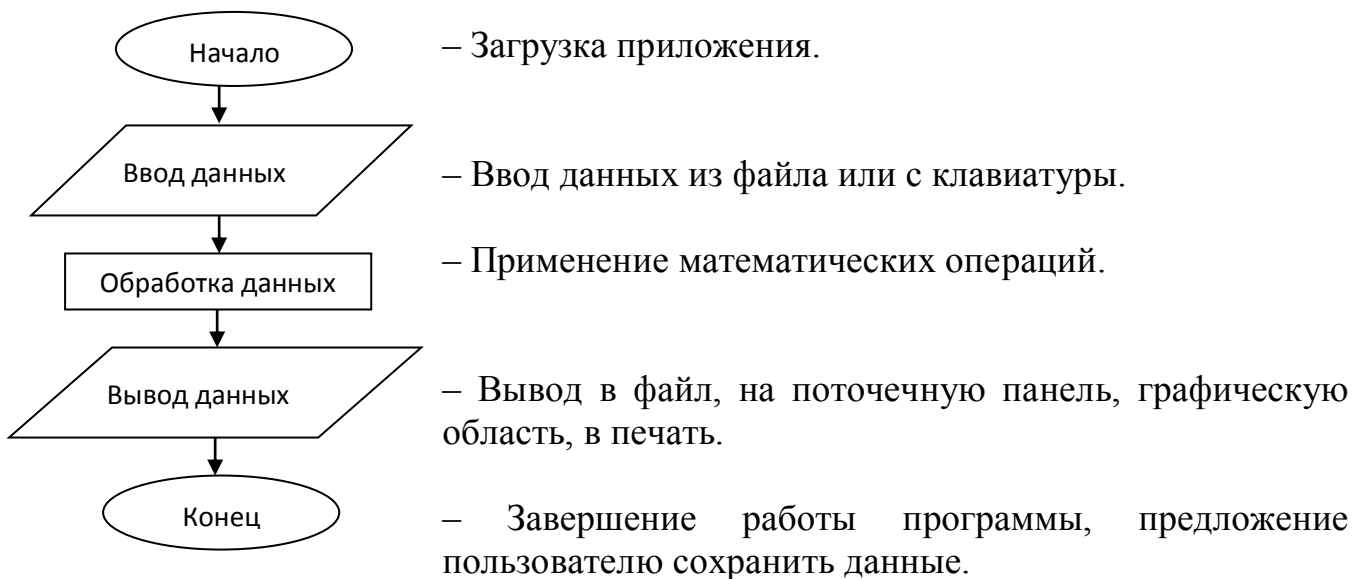 Начало
– Загрузка приложения.
Ввод данных
– Ввод данных из файла или с клавиатуры.
Обработка данных
– Применение математических операций.
Вывод данных
– Вывод в файл, на поточечную панель, графическую
область, в печать.
Конец
– Завершение работы программы, предложение
пользователю сохранить данные.